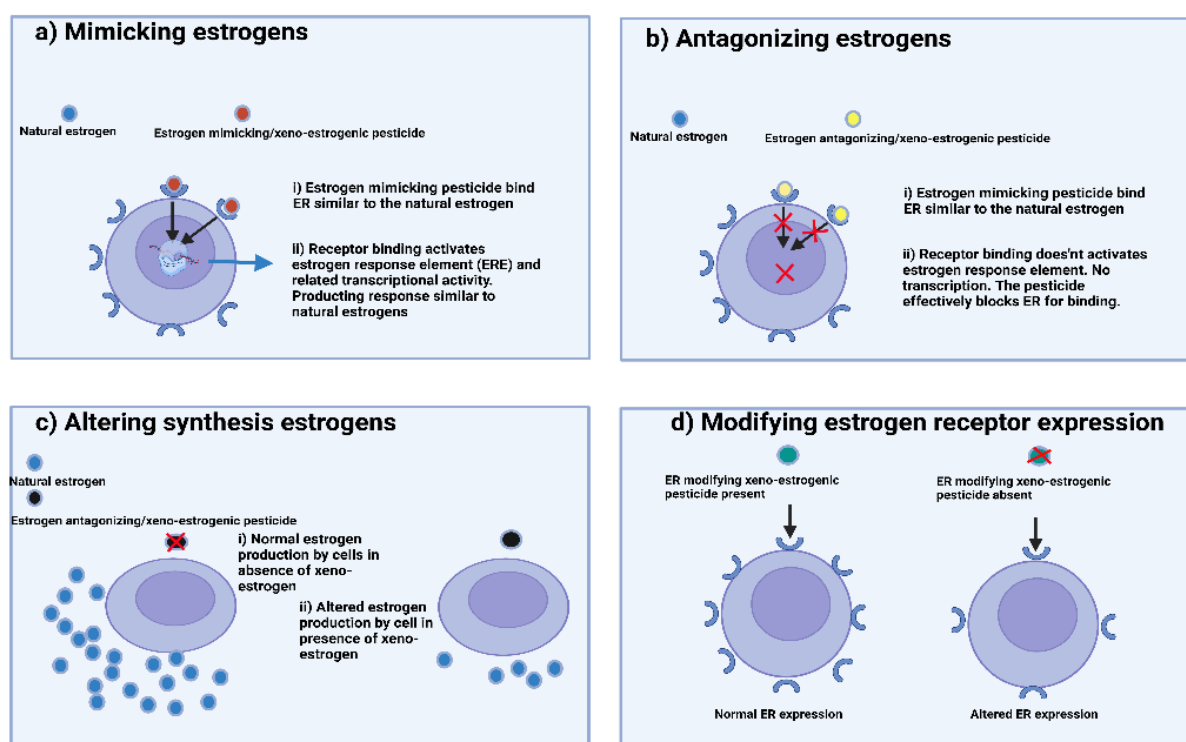 a) Mimicking estrogens
Natural estrogen
Estrogen mimicking/xeno-estrogenic pesticide
i) Estrogen mimicking pesticide bind
ER similar to the natural estrogen
ii) Receptor binding activates
estrogen response element (ERE) and
related transcriptional activity.
Producting response similar to
natural estrogens
b) Antagonizing estrogens
Natural estrogen
Estrogen antagonizing/xeno-estrogenic pesticide
i) Estrogen mimicking pesticide bind
ER similar to the natural estrogen
ii) Receptor binding does'nt activates
estrogen response element. No
transcription. The pesticide
effectively blocks ER for binding.
c) Altering synthesis estrogens
Natural estrogen
Estrogen antagonizing/xeno-estrogenic pesticide
i) Normal estrogen
production by cells in
absence of xeno-
estrogen
ii) Altered estrogen
production by cell in
presence of xeno-
estrogen
d) Modifying estrogen receptor expression
ER modifying xeno-estrogenic
pesticide present
ER modifying xeno-estrogenic
pesticide absent
Normal ER expression
Altered ER expression